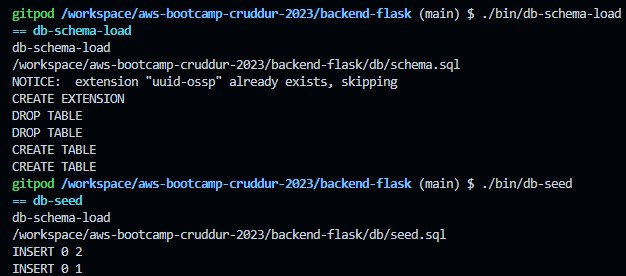 gitpod /workspace/aws-bootcamp-cruddur-2023/backend-flask (main) $ ./bin/db-schema-load
== db-schema-load
db-schema-load
/workspace/aws-bootcamp-cruddur-2023/backend-flask/db/schema.sql
NOTICE:  extension "uuid-ossp" already exists, skipping
CREATE EXTENSION
DROP TABLE
DROP TABLE
CREATE TABLE
CREATE TABLE
gitpod /workspace/aws-bootcamp-cruddur-2023/backend-flask (main) $ ./bin/db-seed
== db-seed
db-schema-load
/workspace/aws-bootcamp-cruddur-2023/backend-flask/db/seed.sql
INSERT 0 2
INSERT 0 1